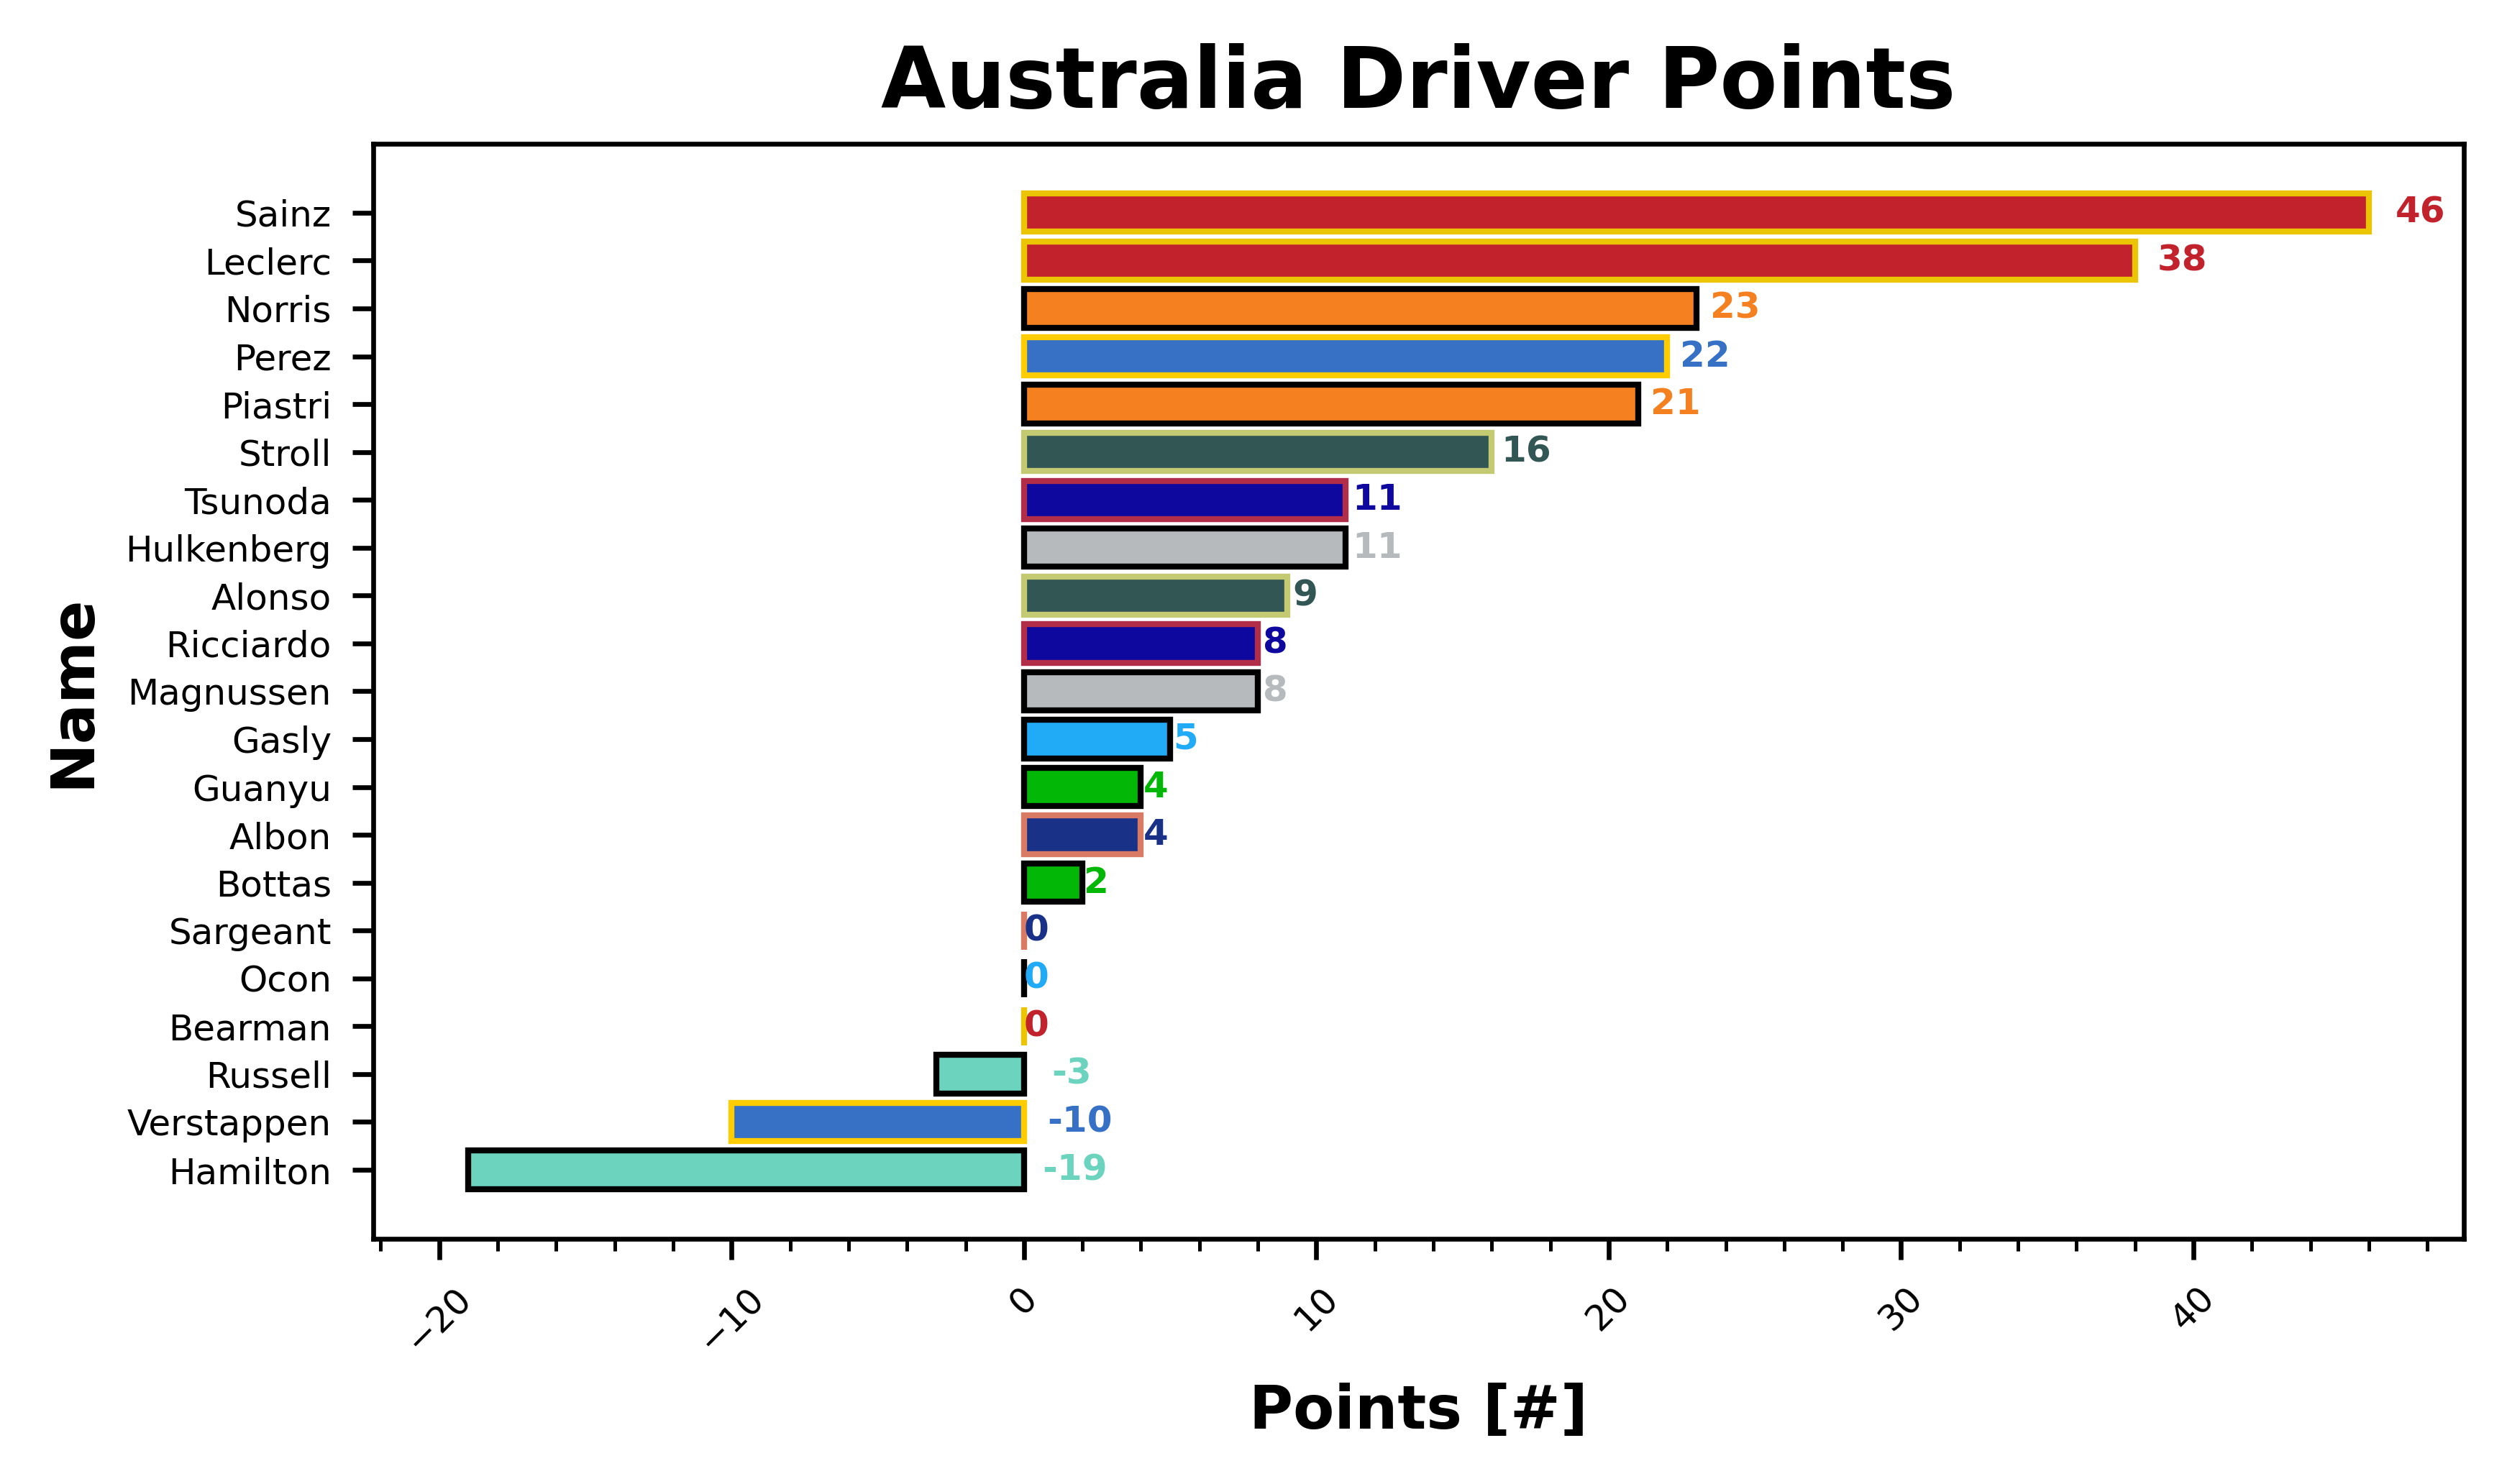 Australia Driver Points
Name
Sainz 46
Leclerc 38
Norris 23
Perez 22
Piastri 21
Stroll 16
Tsunoda 11
Hulkenberg 11
Alonso 9
Ricciardo 8
Magnussen 8
Gasly 5
Guanyu 4
Albon 4
Bottas 2
Sargeant 0
Ocon 0
Bearman 0
Russell -3
Verstappen -10
Hamilton -19
−20 −10 0 10 20 30 40
Points [#]